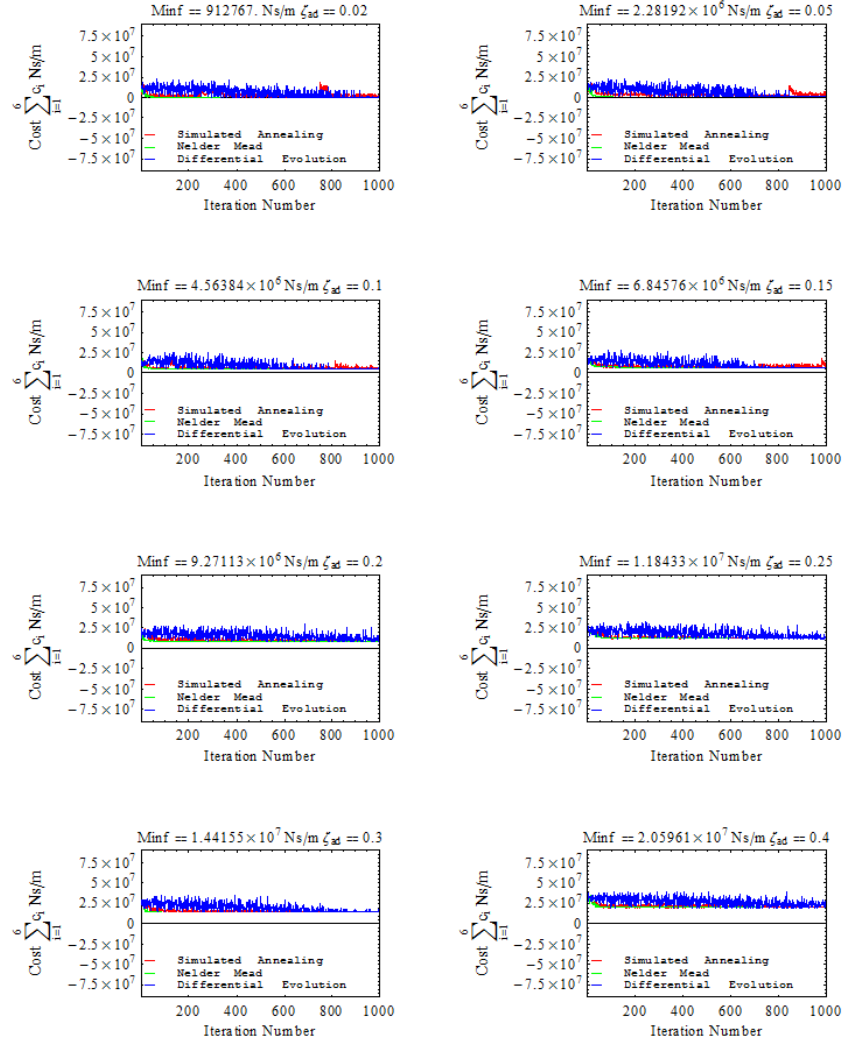 Minf == 912767. Ns/m ζad == 0.02
7.5×10^7
5×10^7
2.5×10^7
0
−2.5×10^7
−5×10^7
−7.5×10^7
Cost ∑ci Ns/m
6
i=1
Simulated Annealing
Nelder Mead
Differential Evolution
200 400 600 800 1000
Iteration Number
Minf == 2.28192×10^6 Ns/m ζad == 0.05
7.5×10^7
5×10^7
2.5×10^7
0
−2.5×10^7
−5×10^7
−7.5×10^7
Cost ∑ci Ns/m
6
i=1
Simulated Annealing
Nelder Mead
Differential Evolution
200 400 600 800 1000
Iteration Number
Minf == 4.56384×10^6 Ns/m ζad == 0.1
7.5×10^7
5×10^7
2.5×10^7
0
−2.5×10^7
−5×10^7
−7.5×10^7
Cost ∑ci Ns/m
6
i=1
Simulated Annealing
Nelder Mead
Differential Evolution
200 400 600 800 1000
Iteration Number
Minf == 6.84576×10^6 Ns/m ζad == 0.15
7.5×10^7
5×10^7
2.5×10^7
0
−2.5×10^7
−5×10^7
−7.5×10^7
Cost ∑ci Ns/m
6
i=1
Simulated Annealing
Nelder Mead
Differential Evolution
200 400 600 800 1000
Iteration Number
Minf == 9.27113×10^6 Ns/m ζad == 0.2
7.5×10^7
5×10^7
2.5×10^7
0
−2.5×10^7
−5×10^7
−7.5×10^7
Cost ∑ci Ns/m
6
i=1
Simulated Annealing
Nelder Mead
Differential Evolution
200 400 600 800 1000
Iteration Number
Minf == 1.18433×10^7 Ns/m ζad == 0.25
7.5×10^7
5×10^7
2.5×10^7
0
−2.5×10^7
−5×10^7
−7.5×10^7
Cost ∑ci Ns/m
6
i=1
Simulated Annealing
Nelder Mead
Differential Evolution
200 400 600 800 1000
Iteration Number
Minf == 1.44155×10^7 Ns/m ζad == 0.3
7.5×10^7
5×10^7
2.5×10^7
0
−2.5×10^7
−5×10^7
−7.5×10^7
Cost ∑ci Ns/m
6
i=1
Simulated Annealing
Nelder Mead
Differential Evolution
200 400 600 800 1000
Iteration Number
Minf == 2.05961×10^7 Ns/m ζad == 0.4
7.5×10^7
5×10^7
2.5×10^7
0
−2.5×10^7
−5×10^7
−7.5×10^7
Cost ∑ci Ns/m
6
i=1
Simulated Annealing
Nelder Mead
Differential Evolution
200 400 600 800 1000
Iteration Number